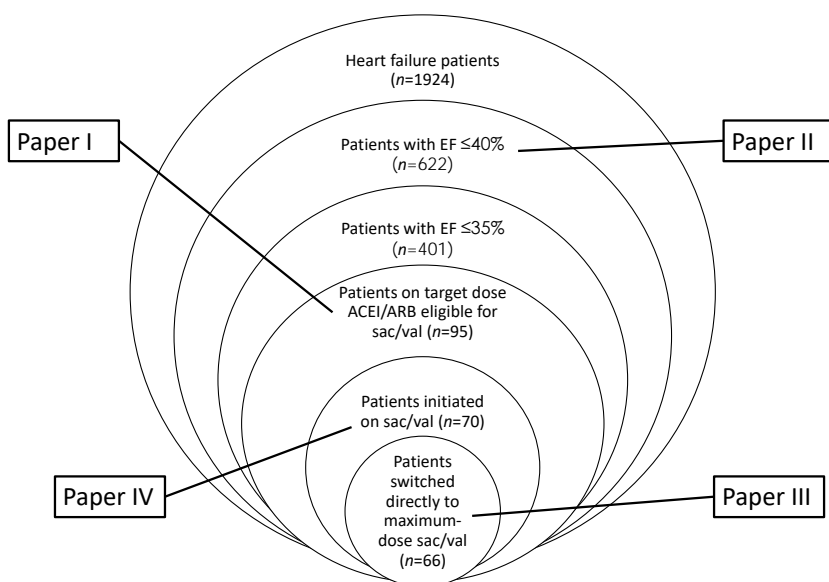 Heart failure patients
(n=1924)
Paper I
Patients with EF ≤40%
(n=622)
Paper II
Patients with EF ≤35%
(n=401)
Patients on target dose
ACEI/ARB eligible for
sac/val (n=95)
Patients initiated
on sac/val (n=70)
Paper IV
Patients
switched
directly to
maximum-
dose sac/val
(n=66)
Paper III